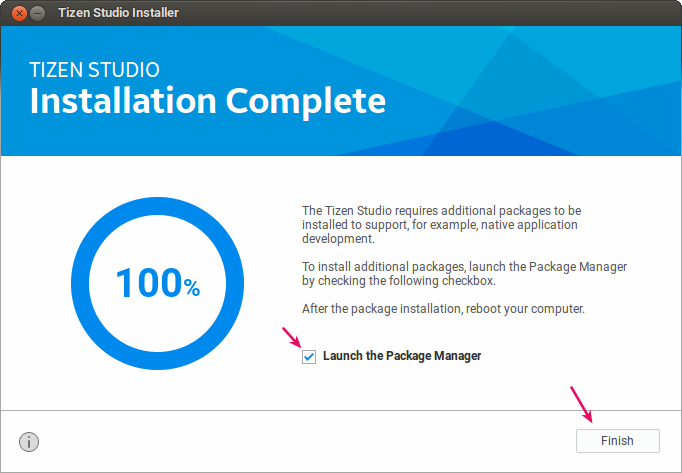 Tizen Studio Installer
TIZEN STUDIO
Installation Complete
100%
The Tizen Studio requires additional packages to be
installed to support, for example, native application
development.
To install additional packages, launch the Package Manager
by checking the following checkbox.
After the package installation, reboot your computer.
Launch the Package Manager
Finish